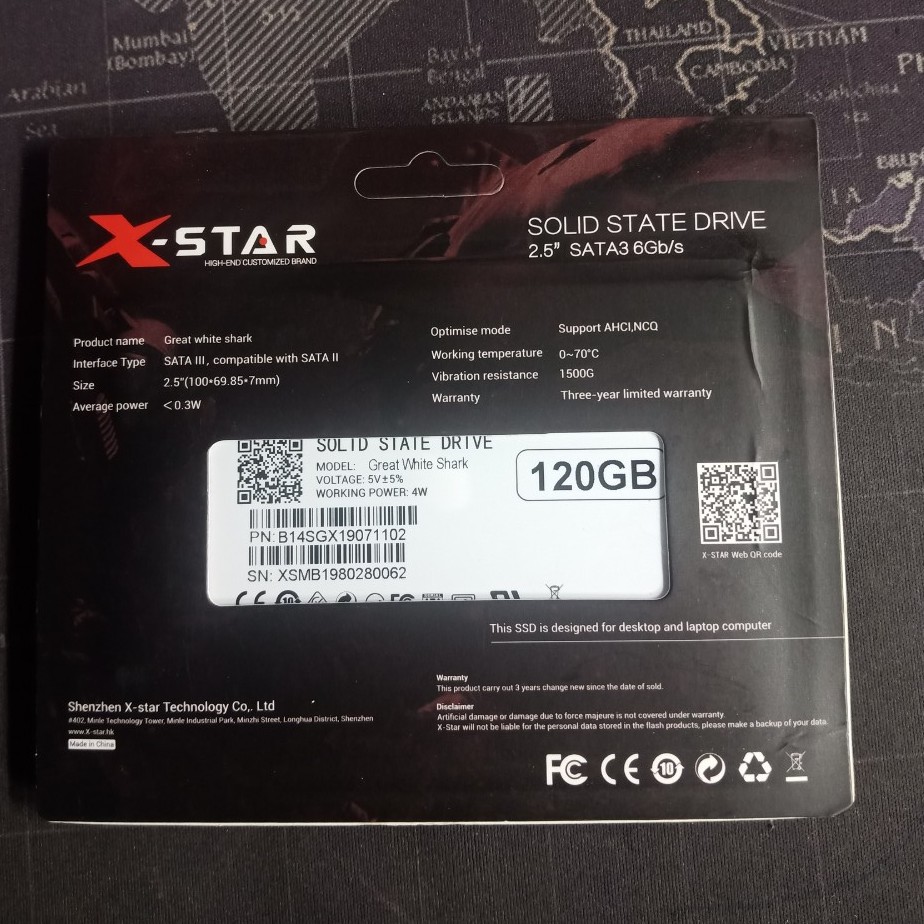 Mumbai
(Bombay)
Arabian
Sea
Bay of
Bengal
ANDAMAN
ISLANDS
THAILAND
VIETNAM
CAMBODIA
South China
Sea
X-STAR
HIGH-END CUSTOMIZED BRAND
SOLID STATE DRIVE
2.5” SATA3 6Gb/s
Product name Great white shark
Interface Type SATA III, compatible with SATA II
Size 2.5"(100*69.85*7mm)
Average power <0.3W
Optimise mode Support AHCI,NCQ
Working temperature 0~70°C
Vibration resistance 1500G
Warranty Three-year limited warranty
SOLID STATE DRIVE
MODEL: Great White Shark
VOLTAGE: 5V±5%
WORKING POWER: 4W
120GB
PN: B14SGX19071102
SN: XSMB1980280062
X-STAR Web QR code
This SSD is designed for desktop and laptop computer
Warranty
This product carry out 3 years change new since the date of sold.
Disclaimer
Artificial damage or damage due to force majeure is not covered under warranty.
X-Star will not be liable for the personal data stored in the flash products, please make a backup of your data.
Shenzhen X-star Technology Co,. Ltd
#402, Minle Technology Tower, Minle Industrial Park, Minzhi Street, Longhua District, Shenzhen
www.X-star.hk
Made in China
FC CE 10